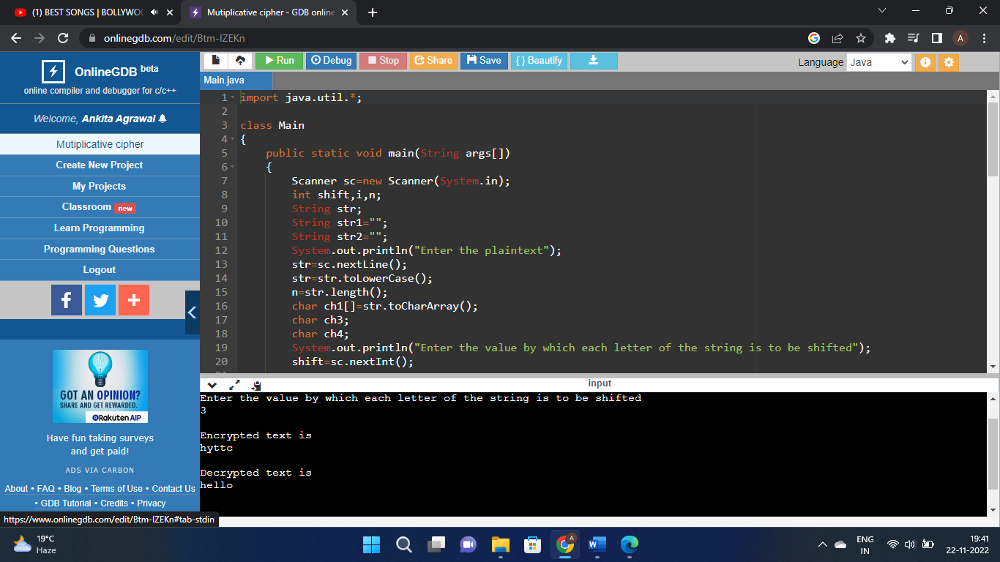 (1) BEST SONGS | BOLLYWOO
Mutiplicative cipher - GDB online
onlinegdb.com/edit/Btm-IZEKn
A
OnlineGDB beta
online compiler and debugger for c/c++
Welcome, Ankita Agrawal
Mutiplicative cipher
Create New Project
My Projects
Classroom new
Learn Programming
Programming Questions
Logout
GOT AN OPINION?
SHARE AND GET REWARDED.
Rakuten AIP
Have fun taking surveys
and get paid!
ADS VIA CARBON
About • FAQ • Blog • Terms of Use • Contact Us
• GDB Tutorial • Credits • Privacy
https://www.onlinegdb.com/edit/Btm-IZEKn#tab-stdin
Run Debug Stop Share Save { } Beautify
Language Java
Main.java
1 import java.util.*;
2
3 class Main
4 {
5 public static void main(String args[])
6 {
7 Scanner sc=new Scanner(System.in);
8 int shift,i,n;
9 String str;
10 String str1="";
11 String str2="";
12 System.out.println("Enter the plaintext");
13 str=sc.nextLine();
14 str=str.toLowerCase();
15 n=str.length();
16 char ch1[]=str.toCharArray();
17 char ch3;
18 char ch4;
19 System.out.println("Enter the value by which each letter of the string is to be shifted");
20 shift=sc.nextInt();
input
Enter the value by which each letter of the string is to be shifted
3
Encrypted text is
hyttc
Decrypted text is
hello
19°C
Haze
A
ENG
IN
19:41
22-11-2022